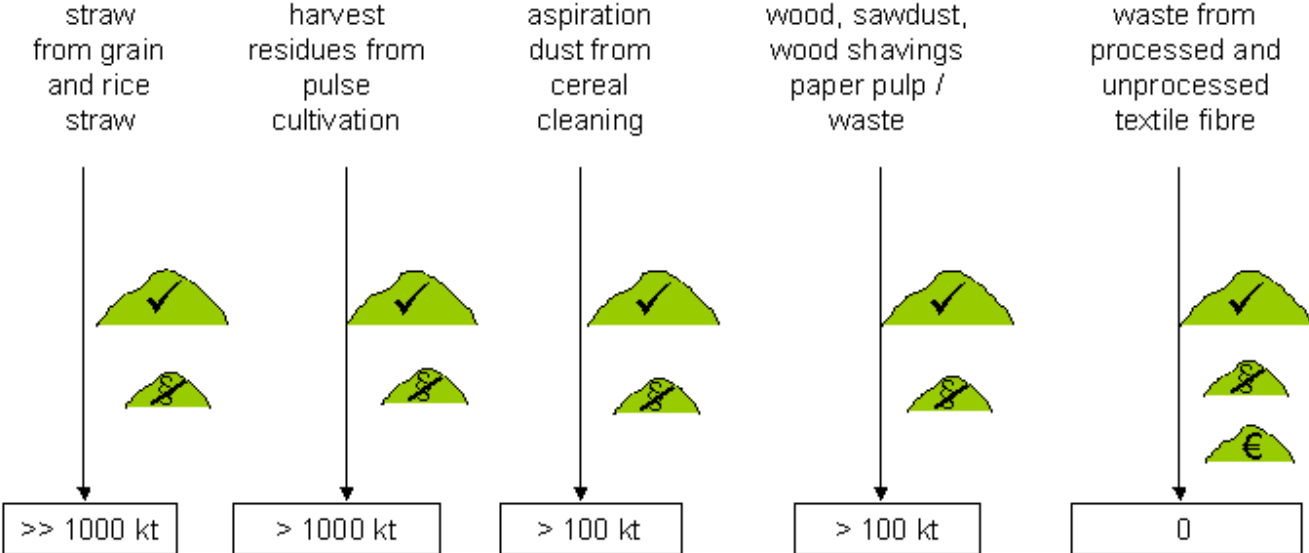 straw
from grain
and rice
straw
harvest
residues from
pulse
cultivation
aspiration
dust from
cereal
cleaning
wood, sawdust,
wood shavings
paper pulp /
waste
waste from
processed and
unprocessed
textile fibre
✓
✓
✓
✓
✓
§
§
§
§
§
€
>> 1000 kt
> 1000 kt
> 100 kt
> 100 kt
0